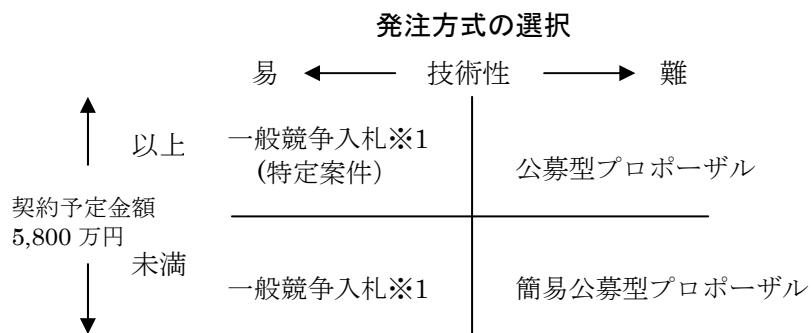 発注方式の選択
易 技術性 難
以上
一般競争入札※1
(特定案件)
公募型プロポーザル
契約予定金額
5,800 万円
未満
一般競争入札※1
簡易公募型プロポーザル